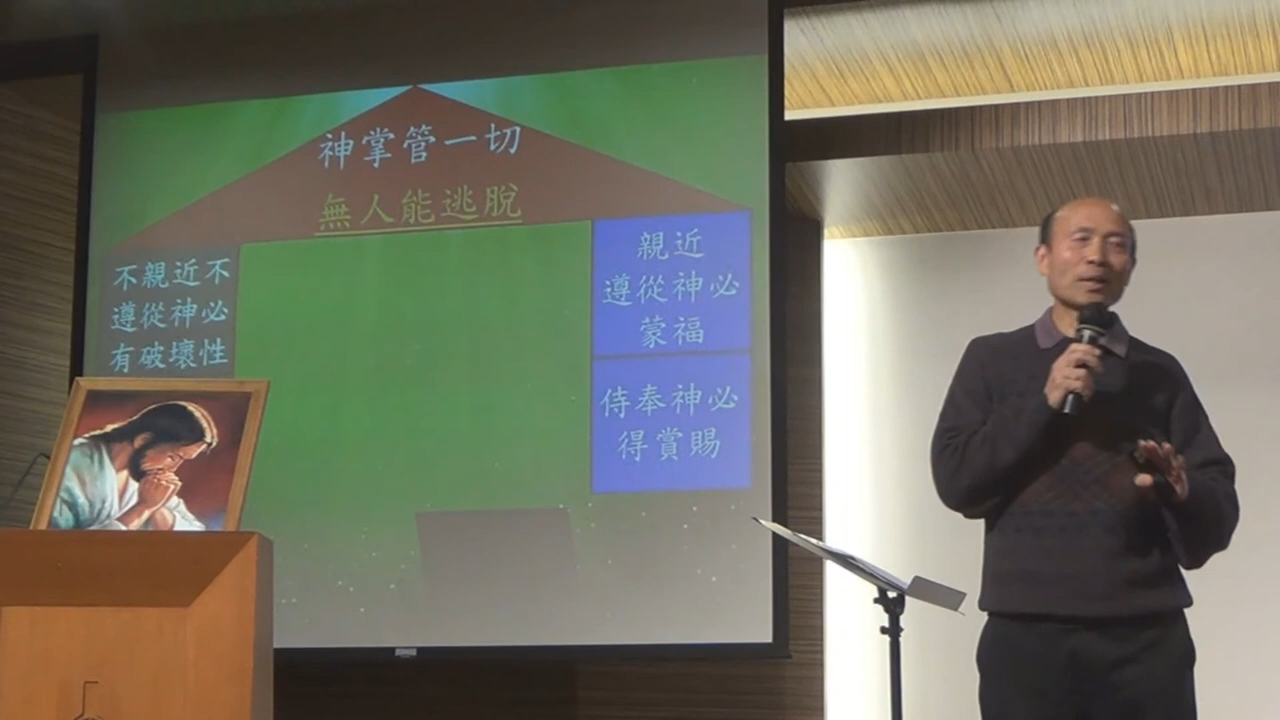 神掌管一切
無人能逃脫
不親近不
遵從神必
有破壞性
親近
遵從神必
蒙福
侍奉神必
得賞賜